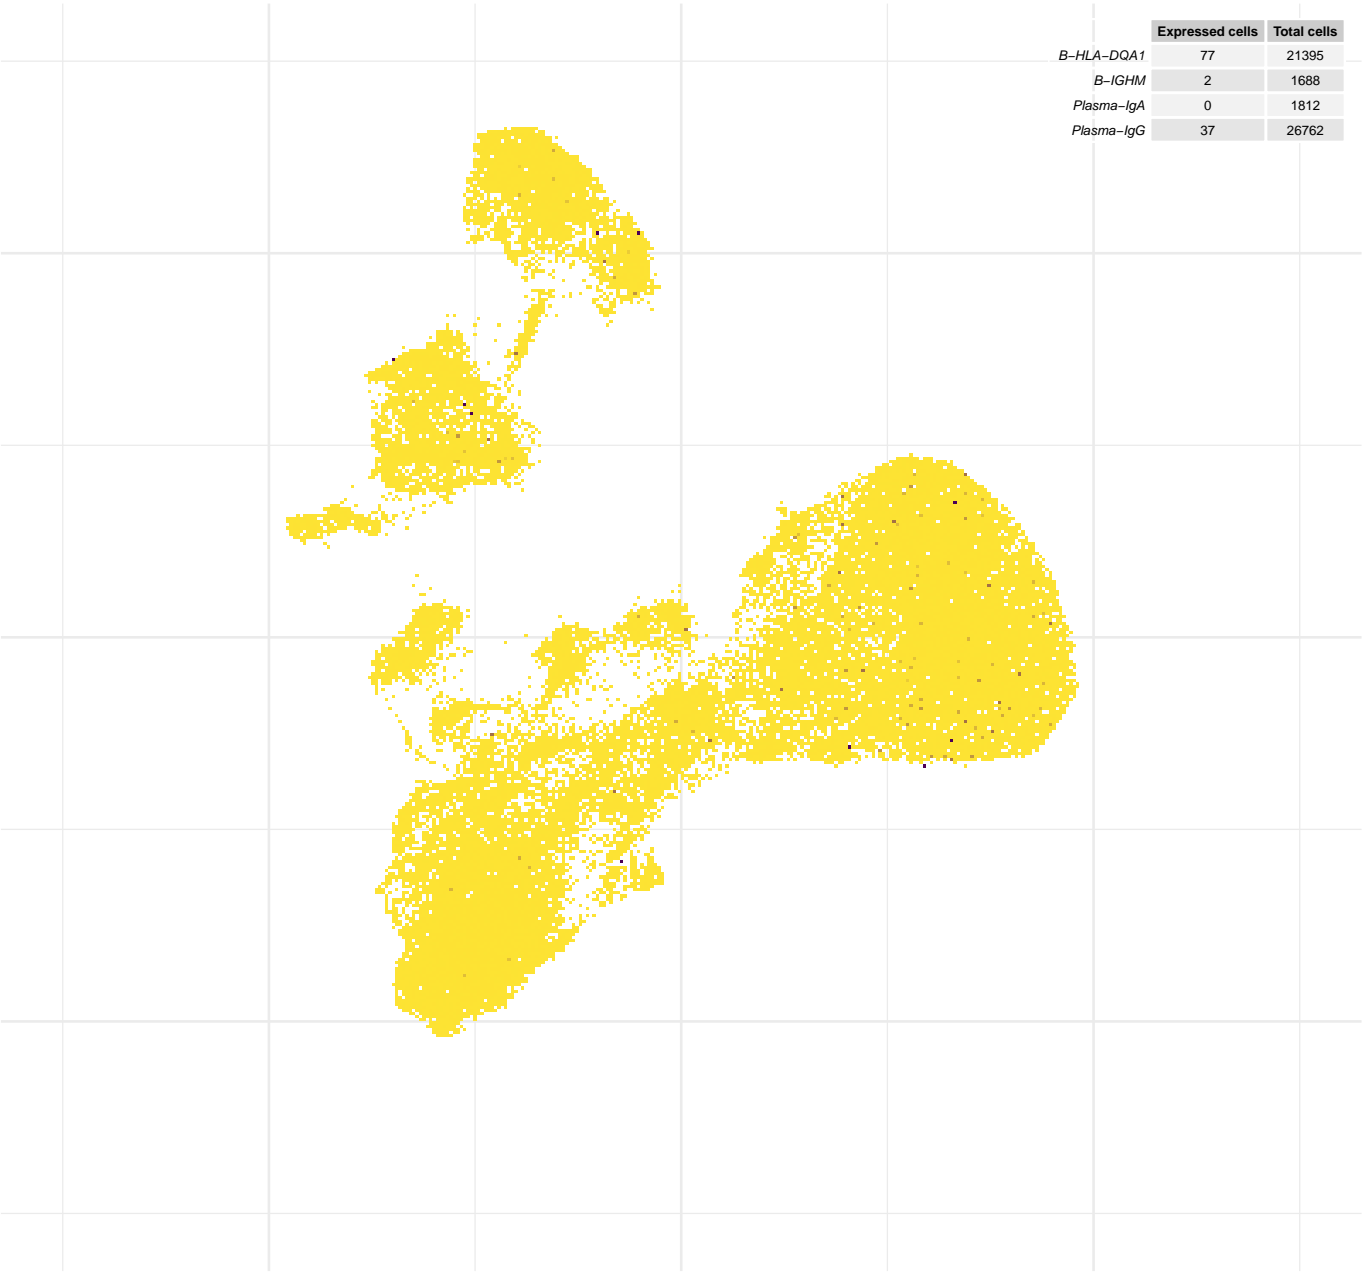 Expressed cells Total cells
B−HLA−DQA1 77 21395
B−IGHM 2 1688
Plasma−IgA 0 1812
Plasma−IgG 37 26762